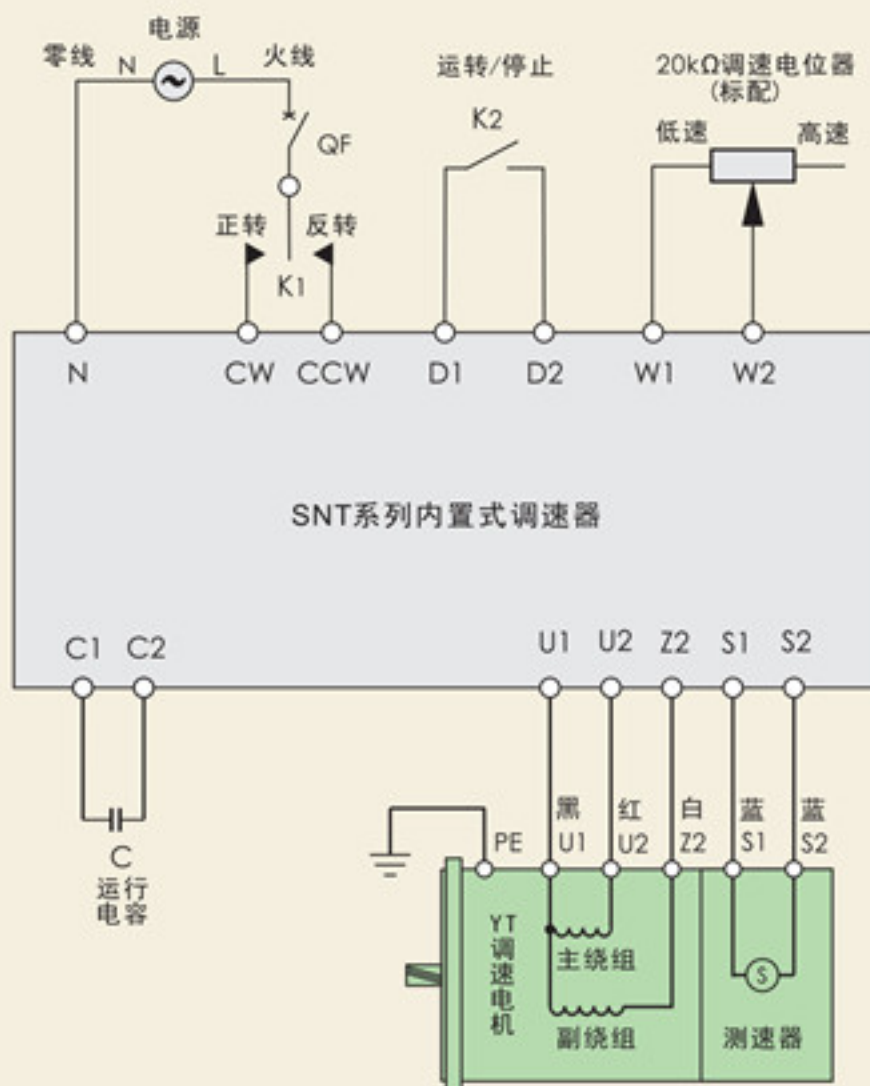 电源
零线 N L 火线
QF
正转 反转
K1
运转/停止
K2
20kΩ调速电位器
(标配)
低速 高速
N CW CCW D1 D2 W1 W2
SNT系列内置式调速器
C1 C2 U1 U2 Z2 S1 S2
C
运行
电容
黑 红 白 蓝 蓝
PE U1 U2 Z2 S1 S2
YT调速电机
主绕组
副绕组
S
测速器